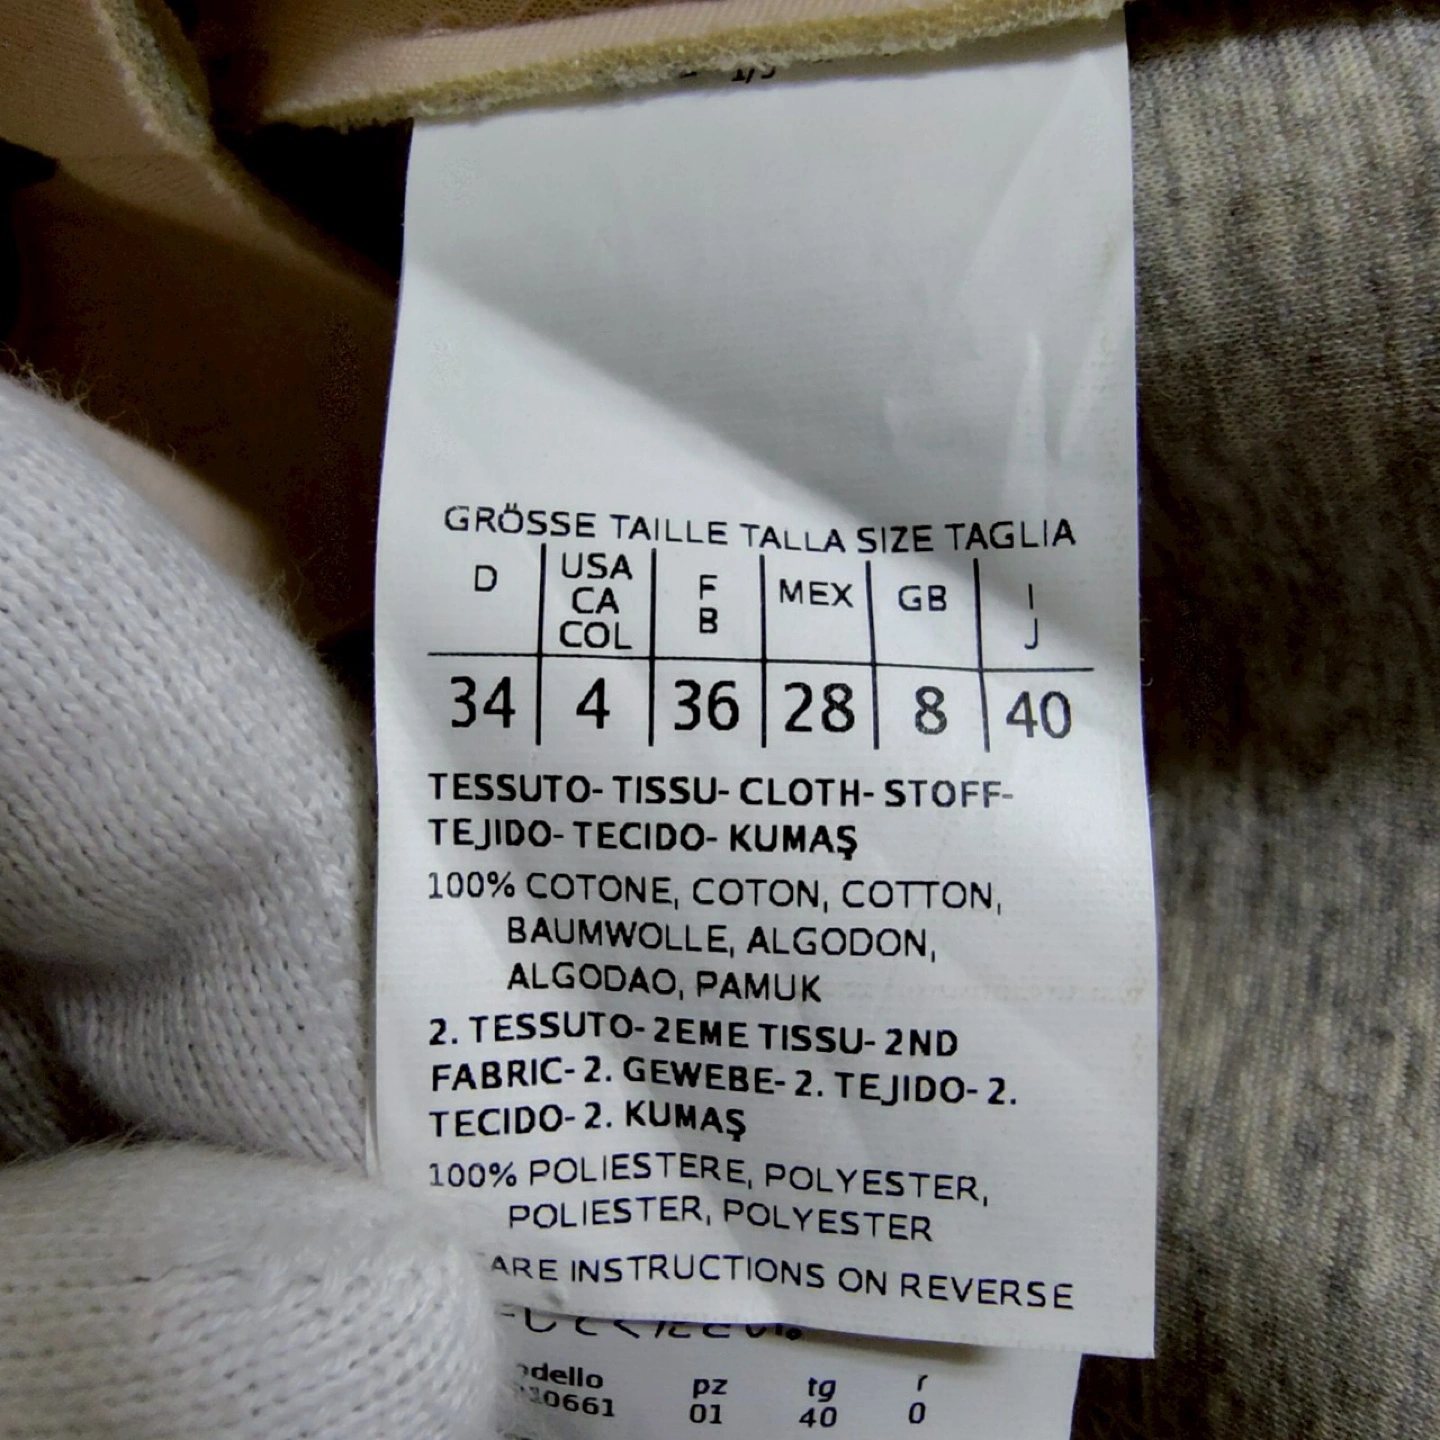 GRÖSSE TAILLE TALLA SIZE TAGLIA
D USA CA COL F B MEX GB I J
34 4 36 28 8 40
TESSUTO- TISSU- CLOTH- STOFF-
TEJIDO- TECIDO- KUMAŞ
100% COTONE, COTON, COTTON,
BAUMWOLLE, ALGODON,
ALGODAO, PAMUK
2. TESSUTO- 2EME TISSU- 2ND
FABRIC- 2. GEWEBE- 2. TEJIDO- 2.
TECIDO- 2. KUMAŞ
100% POLIESTERE, POLYESTER,
POLIESTER, POLYESTER
ARE INSTRUCTIONS ON REVERSE
dello pz tg r
10661 01 40 0